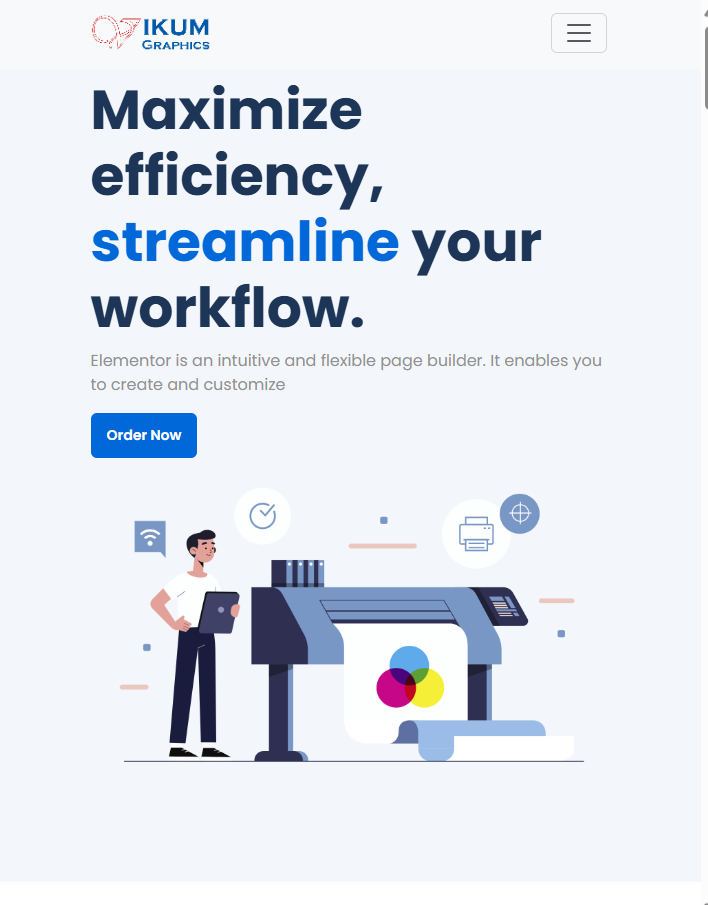 IKUM
GRAPHICS
Maximize
efficiency,
streamline your
workflow.
Elementor is an intuitive and flexible page builder. It enables you
to create and customize
Order Now